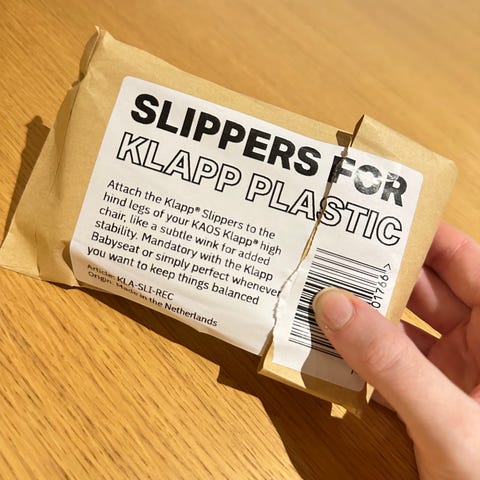 SLIPPERS FOR
KLAPP PLASTIC
Attach the Klapp® Slippers to the
hind legs of your KAOS Klapp® high
chair, like a subtle wink for added
stability. Mandatory with the Klapp
Babyseat or simply perfect whenever
you want to keep things balanced
Article: KLA-SLI-REC
Origin: Made in the Netherlands